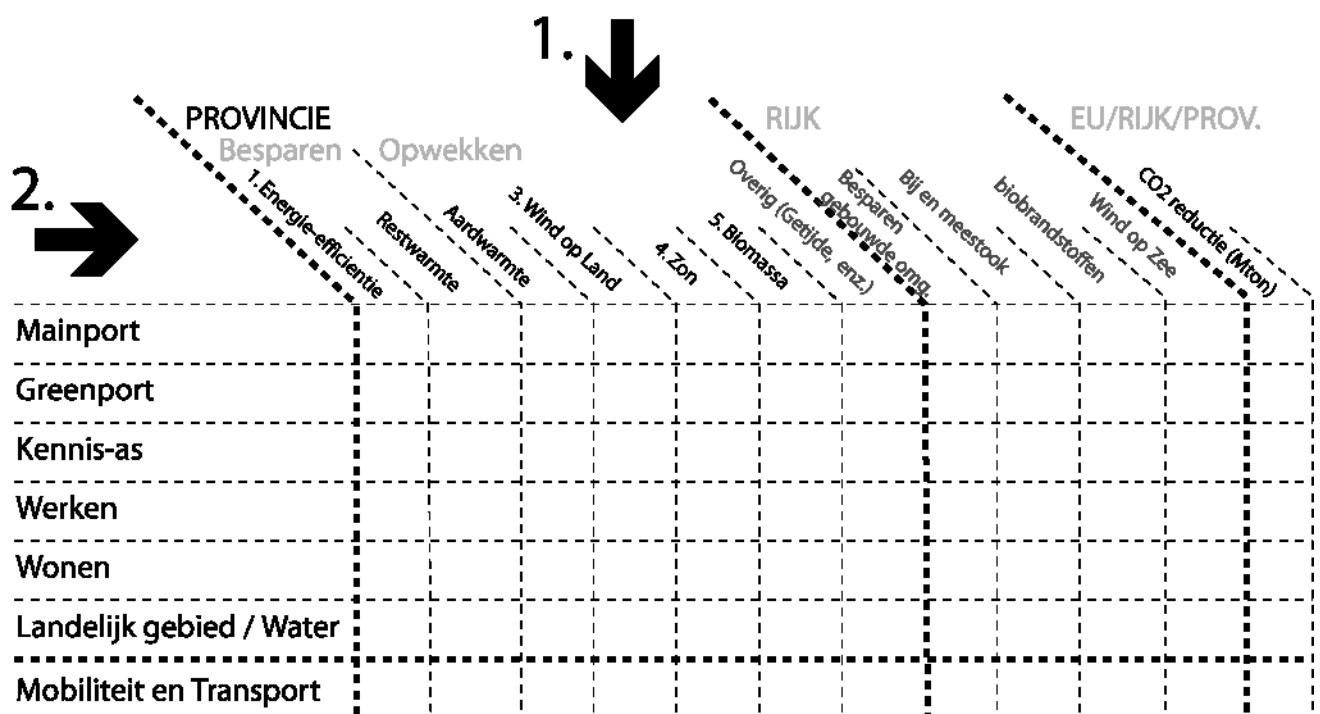 1.
PROVINCIE
RIJK
EU/RIJK/PROV.
Besparen
Opwekken
2.
1. Energie-efficientie
Restwarmte
Aardwarmte
3. Wind op Land
4. Zon
5. Biomassa
Overig (Getijde, enz.)
Besparen
gebouwde omg.
Bij en meestook
biobrandstoffen
Wind op Zee
CO2 reductie (Mton)
Mainport
Greenport
Kennis-as
Werken
Wonen
Landelijk gebied / Water
Mobiliteit en Transport